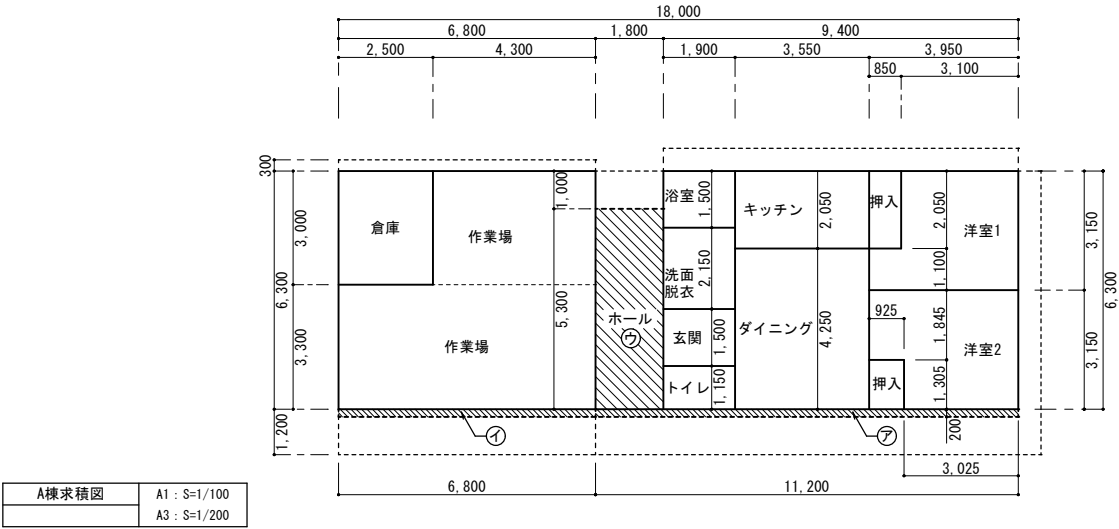 18,000
6,800 1,800 9,400
2,500 4,300 1,900 3,550 3,950
850 3,100
300
3,000
6,300
3,300
1,200
倉庫
作業場
作業場
1,000
5,300
ホール
ウ
浴室
1,500
洗面
脱衣
2,150
玄関
1,500
トイレ
1,150
キッチン
2,050
ダイニング
4,250
押入
2,050
洋室1
1,100
925
1,845
洋室2
押入
1,305
200
3,150
6,300
3,150
イ
ア
3,025
6,800 11,200
A棟求積図 A1 : S=1/100
A3 : S=1/200